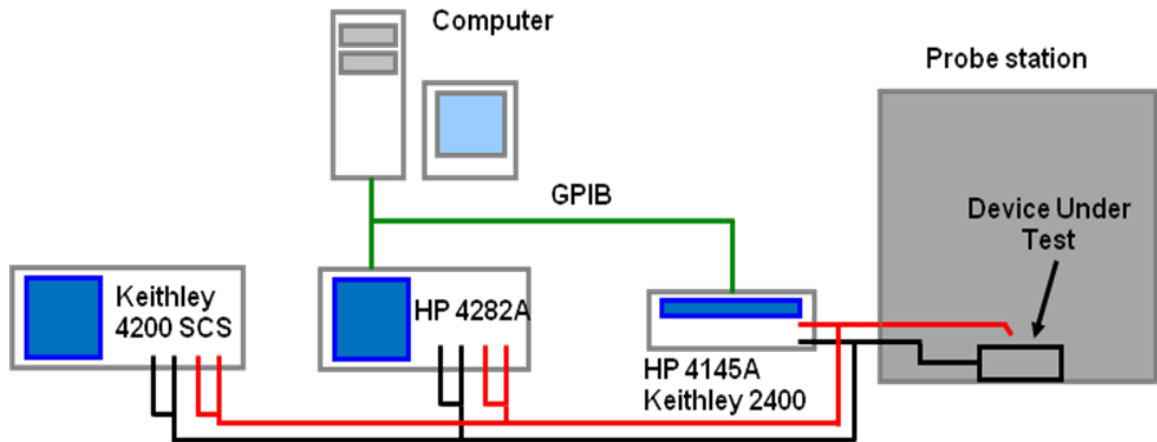 Computer
Probe station
GPIB
Device Under
Test
Keithley
4200 SCS
HP 4282A
HP 4145A
Keithley 2400